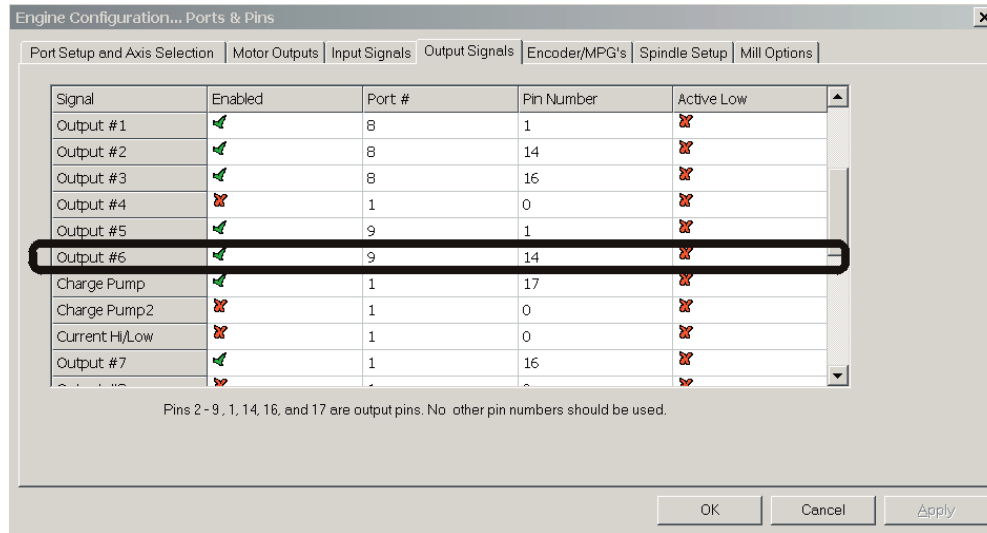 Engine Configuration... Ports & Pins
Port Setup and Axis Selection Motor Outputs Input Signals Output Signals Encoder/MPG's Spindle Setup Mill Options
Signal Enabled Port # Pin Number Active Low
Output #1 8 1
Output #2 8 14
Output #3 8 16
Output #4 1 0
Output #5 9 1
Output #6 9 14
Charge Pump 1 17
Charge Pump2 1 0
Current Hi/Low 1 0
Output #7 1 16
Pins 2 - 9 , 1, 14, 16, and 17 are output pins. No other pin numbers should be used.
OK Cancel Apply